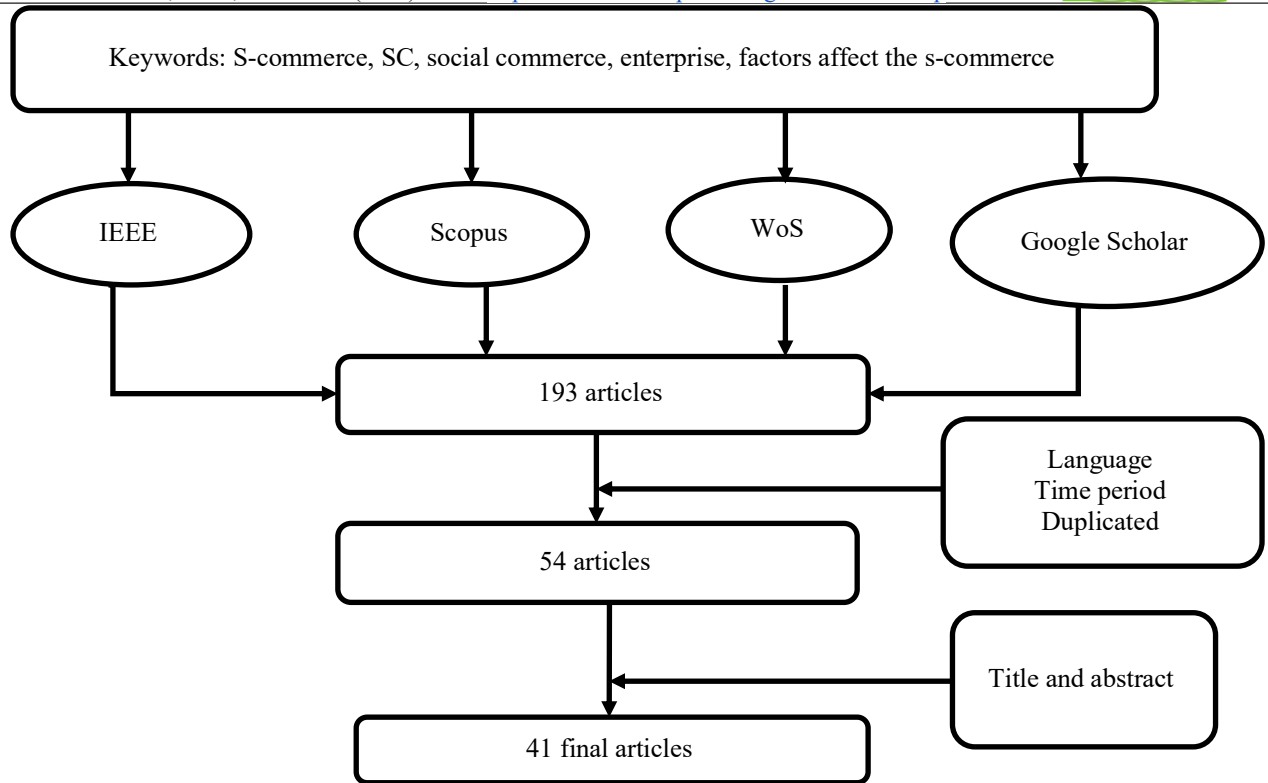 Keywords: S-commerce, SC, social commerce, enterprise, factors affect the s-commerce
IEEE
Scopus
WoS
Google Scholar
193 articles
Language
Time period
Duplicated
54 articles
Title and abstract
41 final articles